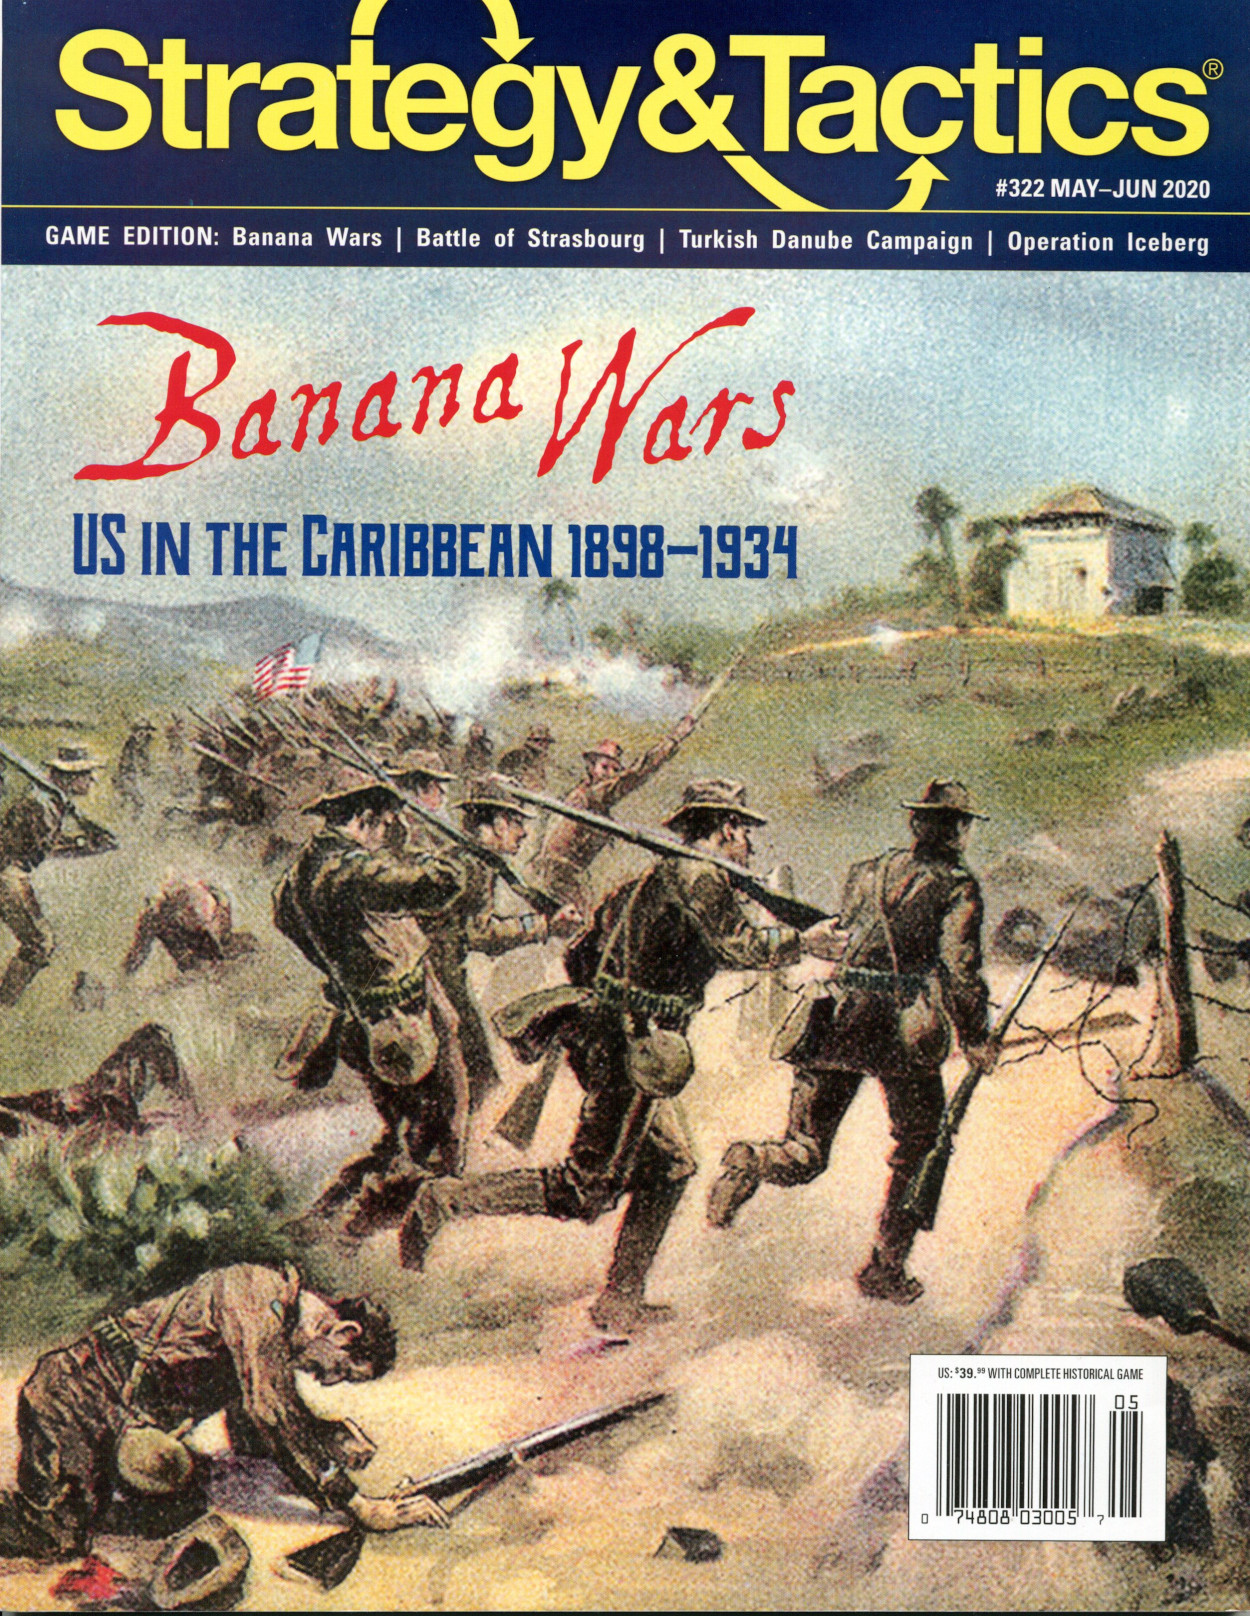 Strategy&Tactics®
#322 MAY–JUN 2020
GAME EDITION: Banana Wars | Battle of Strasbourg | Turkish Danube Campaign | Operation Iceberg
Banana Wars
US IN THE CARIBBEAN 1898–1934
US: $39.99 WITH COMPLETE HISTORICAL GAME
05
0 74808 03005 7